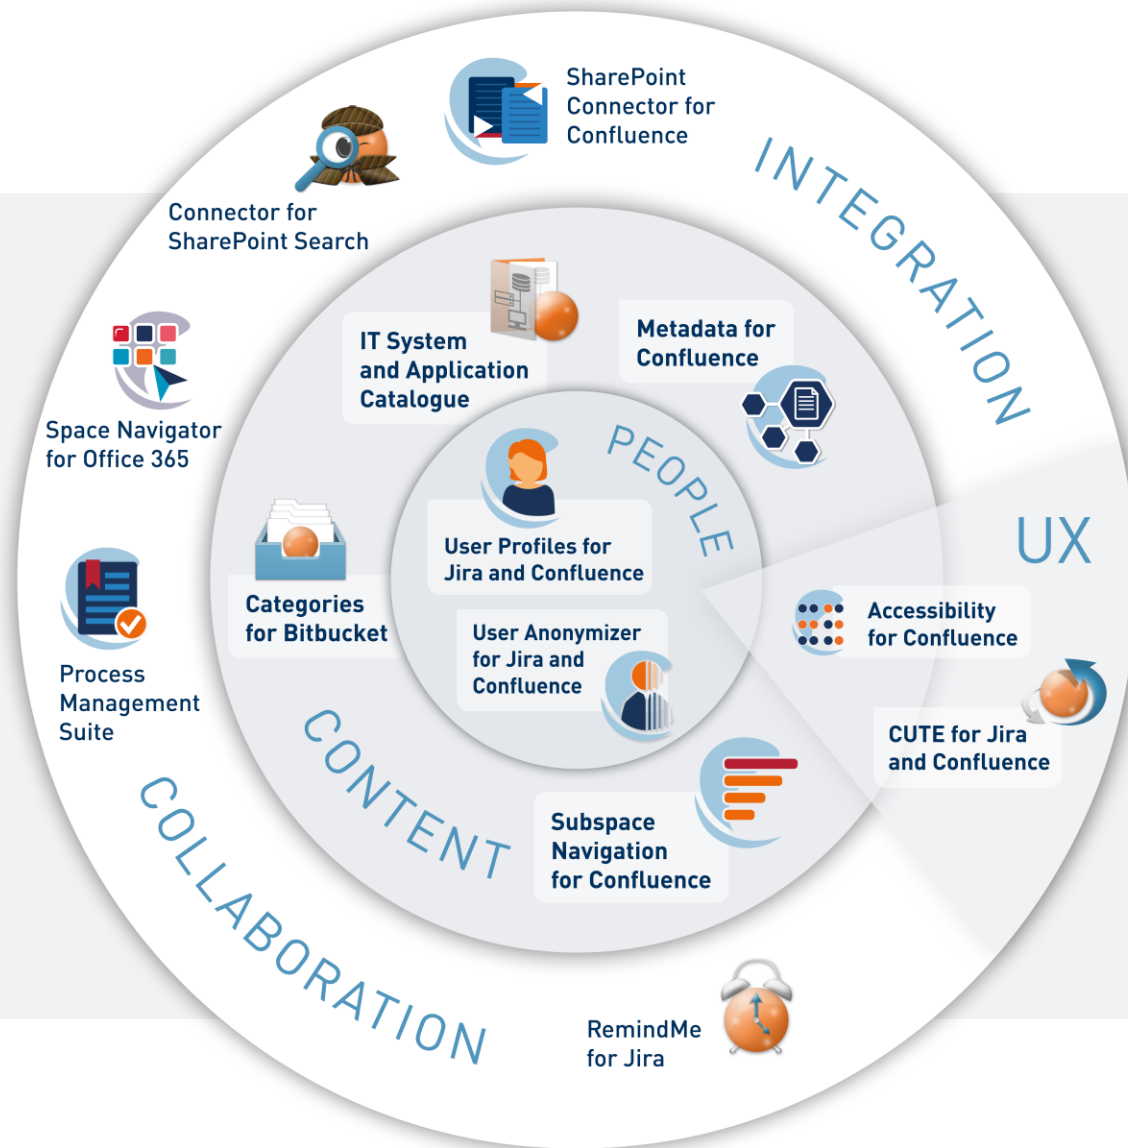 SharePoint
Connector for
Confluence
INTEGRATION
Connector for
SharePoint Search
IT System
and Application
Catalogue
Metadata for
Confluence
Space Navigator
for Office 365
PEOPLE
User Profiles for
Jira and Confluence
UX
Categories
for Bitbucket
User Anonymizer
for Jira and
Confluence
Accessibility
for Confluence
Process
Management
Suite
CUTE for Jira
and Confluence
CONTENT
Subspace
Navigation
for Confluence
COLLABORATION
RemindMe
for Jira